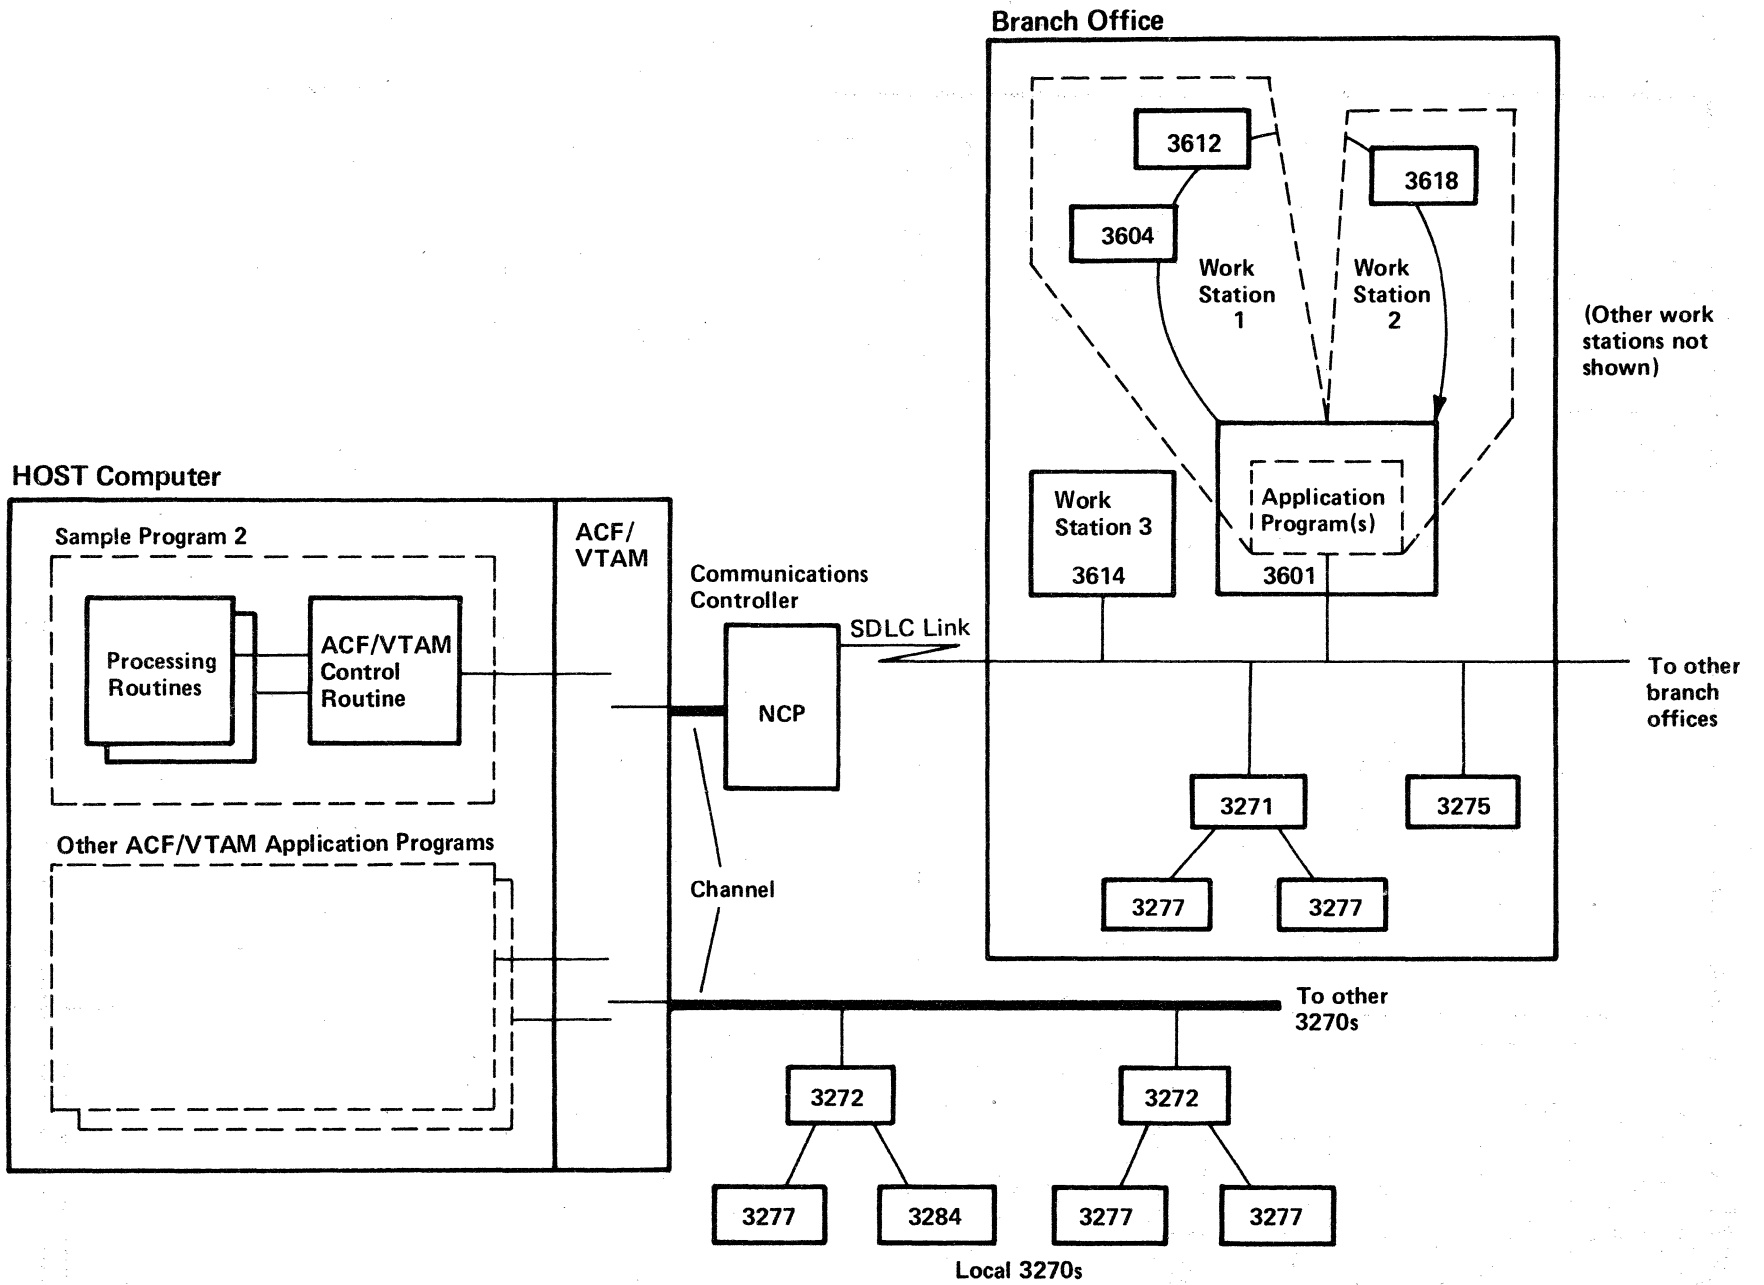 Branch Office
3612
3618
3604
Work
Station
1
Work
Station
2
(Other work
stations not
shown)
HOST Computer
Sample Program 2
ACF/
VTAM
Processing
Routines
ACF/VTAM
Control
Routine
Communications
Controller
NCP
SDLC Link
Work
Station 3
3614
Application
Program(s)
3601
To other
branch
offices
3271
3275
3277
3277
Other ACF/VTAM Application Programs
Channel
To other
3270s
3272
3272
3277
3284
3277
3277
Local 3270s